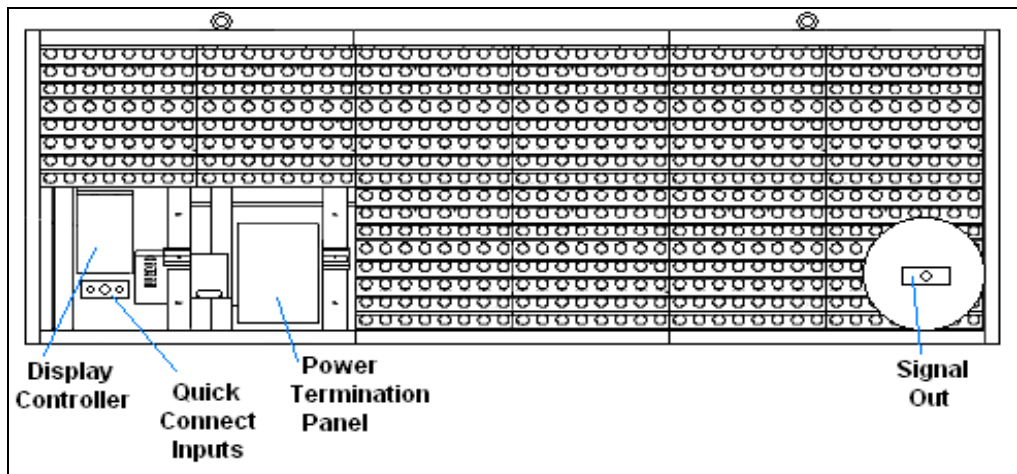 Display
Controller
Quick
Connect
Inputs
Power
Termination
Panel
Signal
Out